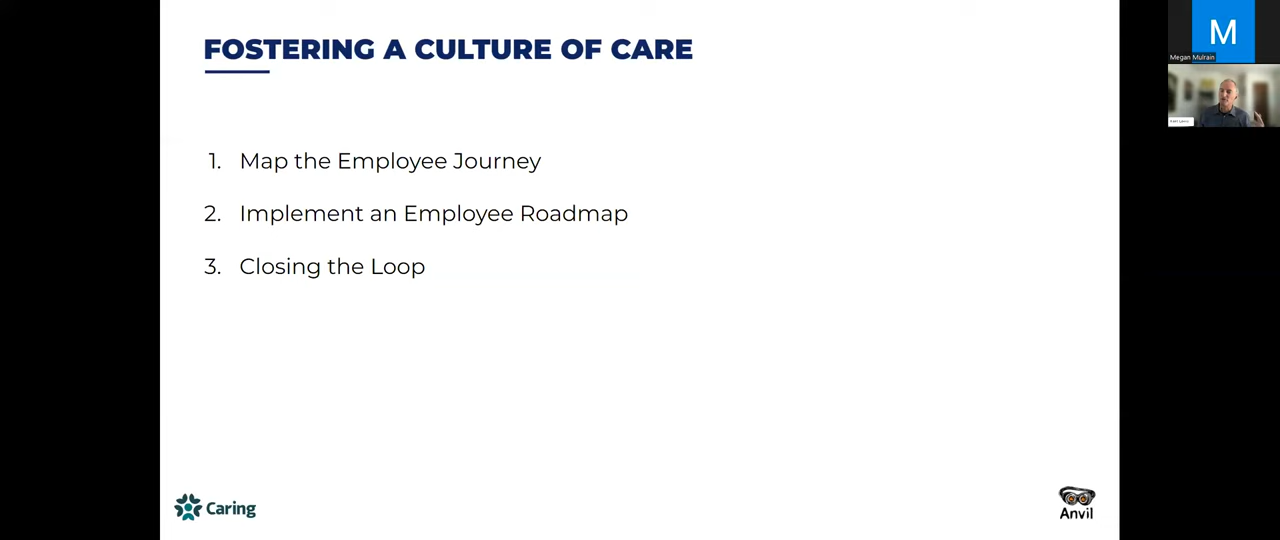 FOSTERING A CULTURE OF CARE
M
Megan Mulrain
1. Map the Employee Journey
2. Implement an Employee Roadmap
3. Closing the Loop
Caring
Anvil